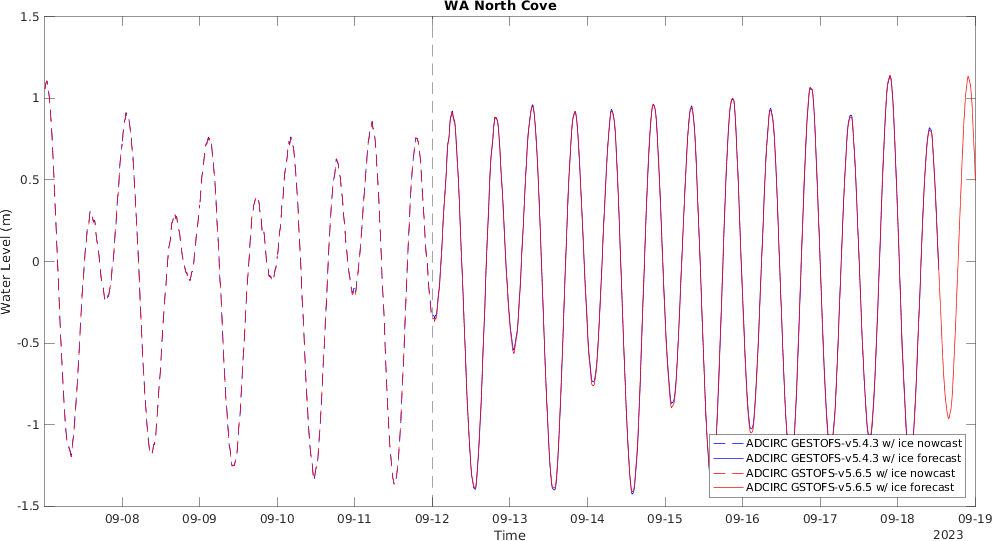 WA North Cove
1.5
1
0.5
0
-0.5
-1
-1.5
Water Level (m)
ADCIRC GESTOFS-v5.4.3 w/ ice nowcast
ADCIRC GESTOFS-v5.4.3 w/ ice forecast
ADCIRC GSTOFS-v5.6.5 w/ ice nowcast
ADCIRC GSTOFS-v5.6.5 w/ ice forecast
09-08 09-09 09-10 09-11 09-12 09-13 09-14 09-15 09-16 09-17 09-18 09-19
Time
2023